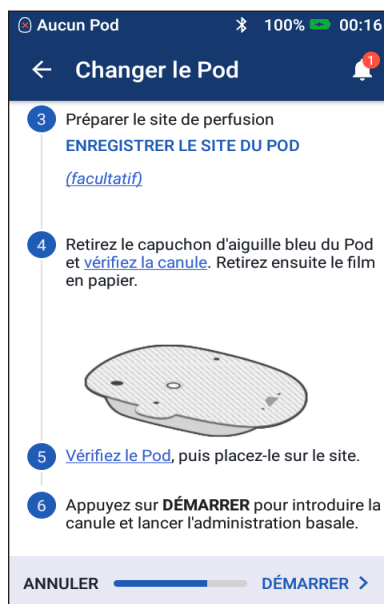 Aucun Pod 100% 00:16
Changer le Pod 1
3 Préparer le site de perfusion
ENREGISTRER LE SITE DU POD
(facultatif)
4 Retirez le capuchon d'aiguille bleu du Pod
et vérifiez la canule. Retirez ensuite le film
en papier.
5 Vérifiez le Pod, puis placez-le sur le site.
6 Appuyez sur DÉMARRER pour introduire la
canule et lancer l'administration basale.
ANNULER DÉMARRER